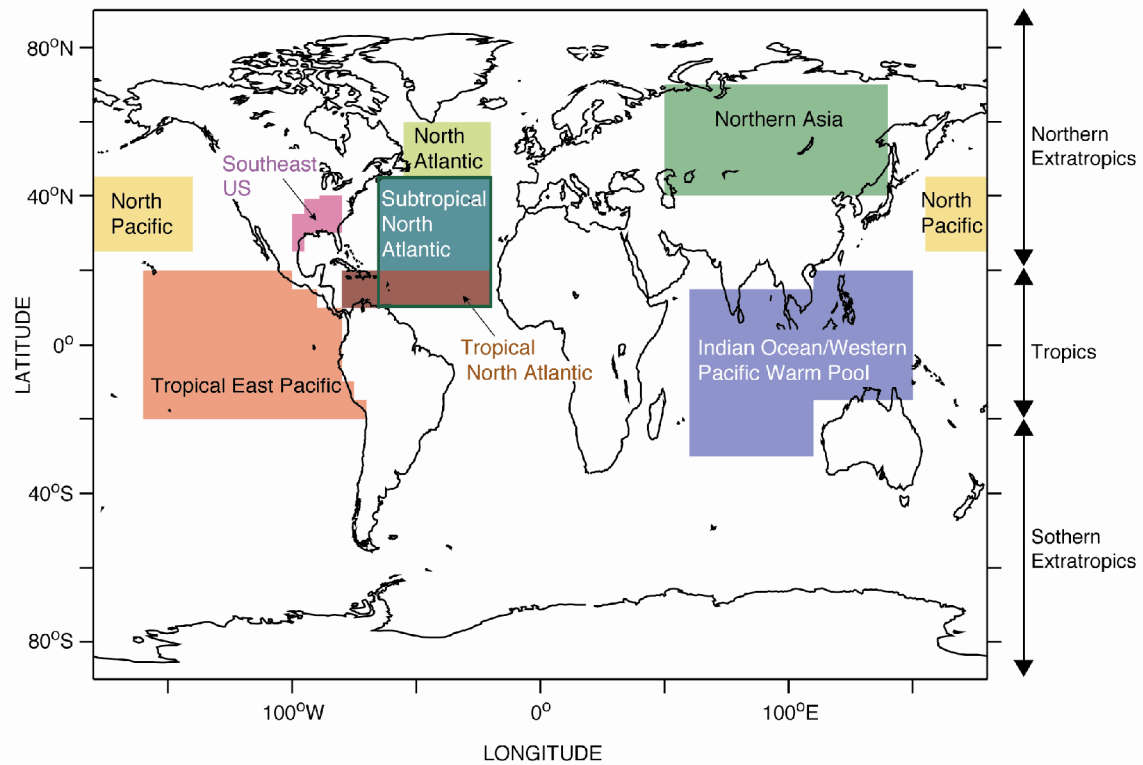 80°N
40°N
0°
40°S
80°S
LATITUDE
100°W
0°
100°E
LONGITUDE
North
Pacific
Southeast
US
North
Atlantic
Subtropical
North
Atlantic
Tropical
North Atlantic
Tropical East Pacific
Northern Asia
North
Pacific
Indian Ocean/Western
Pacific Warm Pool
Northern
Extratropics
Tropics
Sothern
Extratropics